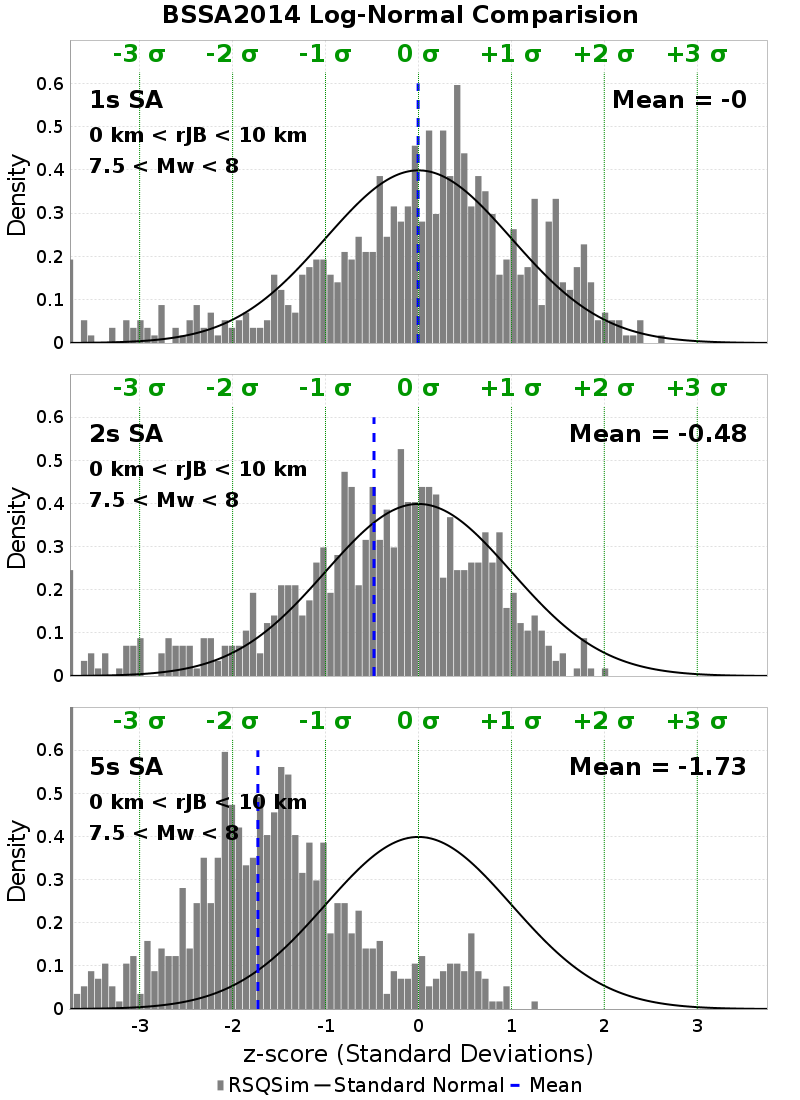 BSSA2014 Log-Normal Comparision
-3 σ -2 σ -1 σ 0 σ +1 σ +2 σ +3 σ
0.6
1s SA Mean = -0
0.5
0 km < rJB < 10 km
0.4
7.5 < Mw < 8
Density
0.3
0.2
0.1
0
-3 σ -2 σ -1 σ 0 σ +1 σ +2 σ +3 σ
0.6
2s SA Mean = -0.48
0.5
0 km < rJB < 10 km
0.4
7.5 < Mw < 8
Density
0.3
0.2
0.1
0
-3 σ -2 σ -1 σ 0 σ +1 σ +2 σ +3 σ
0.6
5s SA Mean = -1.73
0.5
0 km < rJB < 10 km
0.4
7.5 < Mw < 8
Density
0.3
0.2
0.1
0
-3 -2 -1 0 1 2 3
z-score (Standard Deviations)
RSQSim Standard Normal Mean